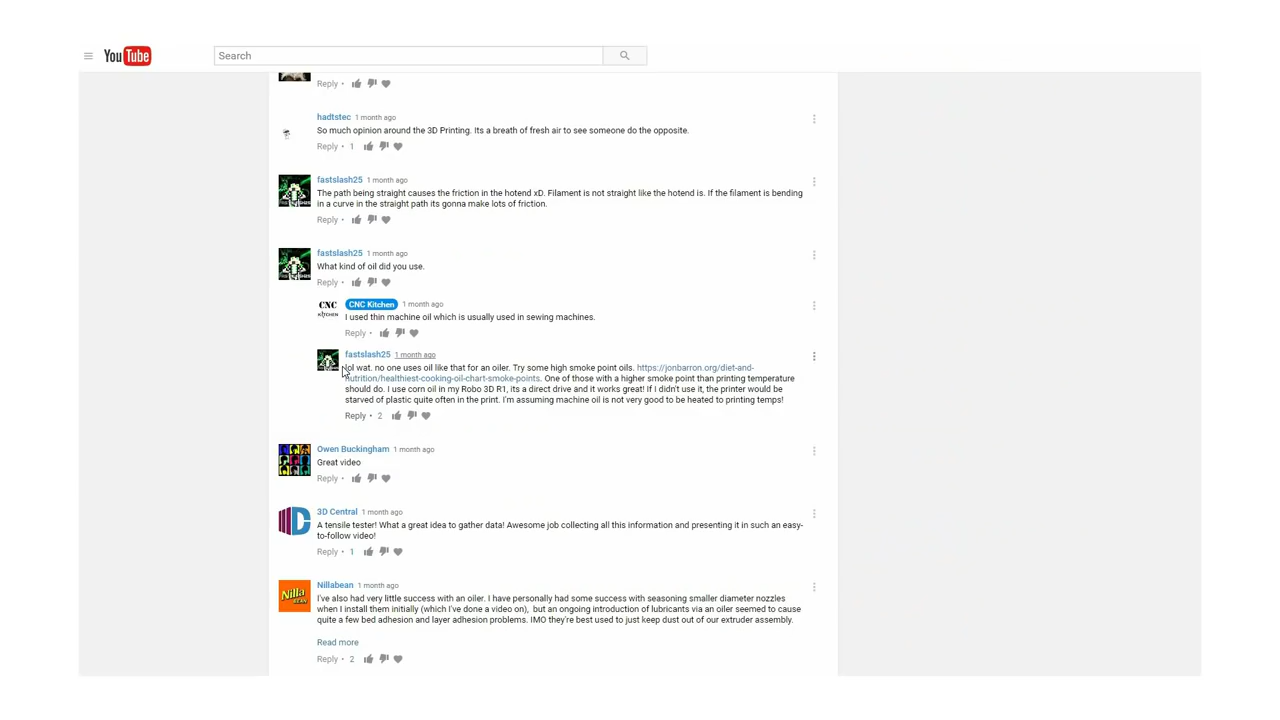 YouTube
Search
Reply •
hadtstec 1 month ago
So much opinion around the 3D Printing. Its a breath of fresh air to see someone do the opposite.
Reply • 1
fastslash25 1 month ago
The path being straight causes the friction in the hotend xD. Filament is not straight like the hotend is. If the filament is bending
in a curve in the straight path its gonna make lots of friction.
Reply •
fastslash25 1 month ago
What kind of oil did you use.
Reply •
CNC
KITCHEN
CNC Kitchen 1 month ago
I used thin machine oil which is usually used in sewing machines.
Reply •
fastslash25 1 month ago
lol wat. no one uses oil like that for an oiler. Try some high smoke point oils. https://jonbarron.org/diet-and-
nutrition/healthiest-cooking-oil-chart-smoke-points. One of those with a higher smoke point than printing temperature
should do. I use corn oil in my Robo 3D R1, its a direct drive and it works great! If I didn't use it, the printer would be
starved of plastic quite often in the print. I'm assuming machine oil is not very good to be heated to printing temps!
Reply • 2
Owen Buckingham 1 month ago
Great video
Reply •
3D Central 1 month ago
A tensile tester! What a great idea to gather data! Awesome job collecting all this information and presenting it in such an easy-
to-follow video!
Reply • 1
Nilla
Nillabean 1 month ago
I've also had very little success with an oiler. I have personally had some success with seasoning smaller diameter nozzles
when I install them initially (which I've done a video on), but an ongoing introduction of lubricants via an oiler seemed to cause
quite a few bed adhesion and layer adhesion problems. IMO they're best used to just keep dust out of our extruder assembly.
Read more
Reply • 2